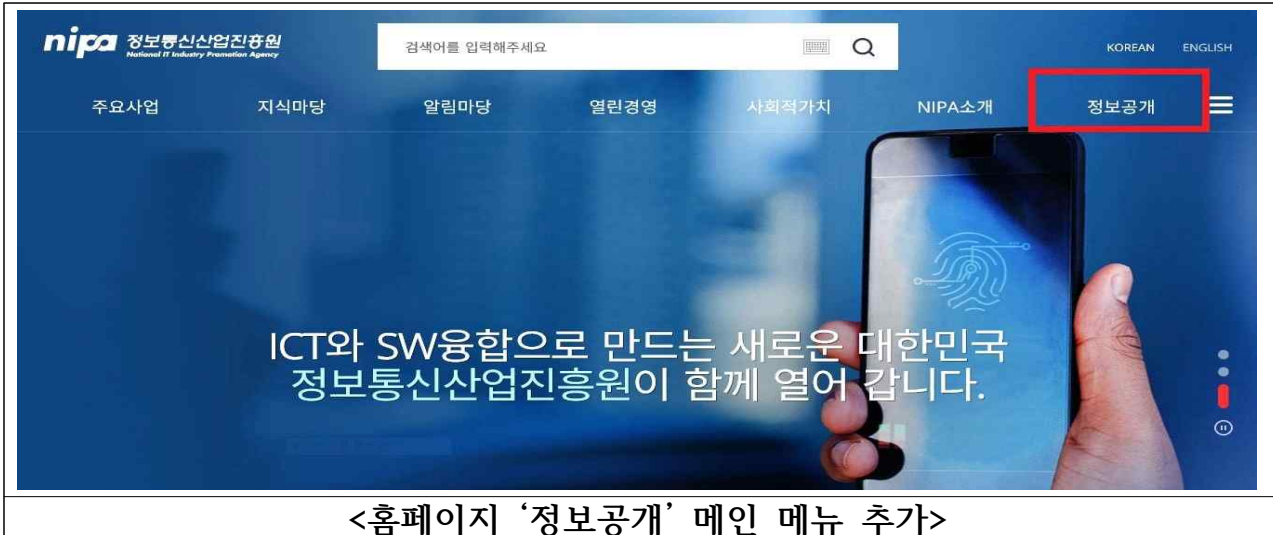 nipa 정보통신산업진흥원
National IT Industry Promotion Agency
검색어를 입력해주세요
KOREAN ENGLISH
주요사업 지식마당 알림마당 열린경영 사회적가치 NIPA소개 정보공개
ICT와 SW융합으로 만드는 새로운 대한민국
정보통신산업진흥원이 함께 열어 갑니다.
<홈페이지 ‘정보공개’ 메인 메뉴 추가>